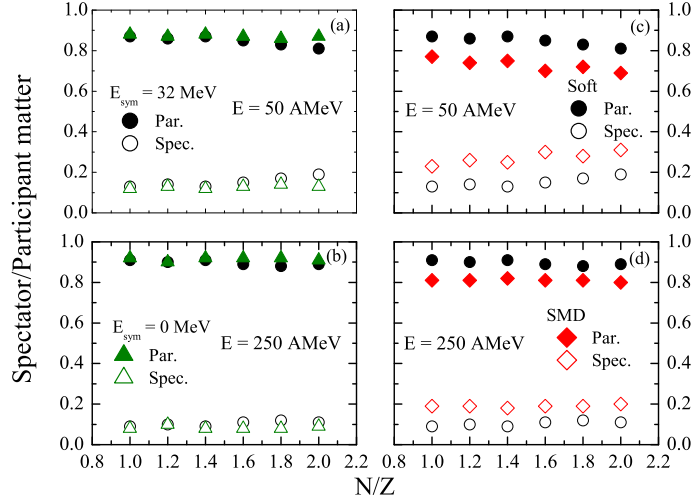 Spectator/Participant matter
1.0
0.8
0.6
0.4
0.2
0.0
(a)
E_sym = 32 MeV
E = 50 AMeV
Par.
Spec.
1.0
0.8
0.6
0.4
0.2
0.0
(c)
Soft
E = 50 AMeV
Par.
Spec.
1.0
0.8
0.6
0.4
0.2
0.0
(b)
E_sym = 0 MeV
E = 250 AMeV
Par.
Spec.
0.8 1.0 1.2 1.4 1.6 1.8 2.0
1.0
0.8
0.6
0.4
0.2
0.0
(d)
SMD
E = 250 AMeV
Par.
Spec.
0.8 1.0 1.2 1.4 1.6 1.8 2.0 2.2
N/Z